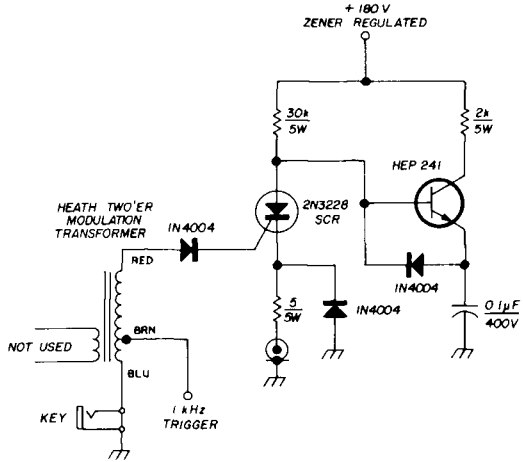 + 180 V
ZENER REGULATED
30k
5W
2k
5W
HEP 241
HEATH TWO'ER
MODULATION
TRANSFORMER
1N4004
2N3228
SCR
RED
1N4004
5
5W
1N4004
0.1µF
400V
NOT USED
BRN
BLU
KEY
1 kHz
TRIGGER